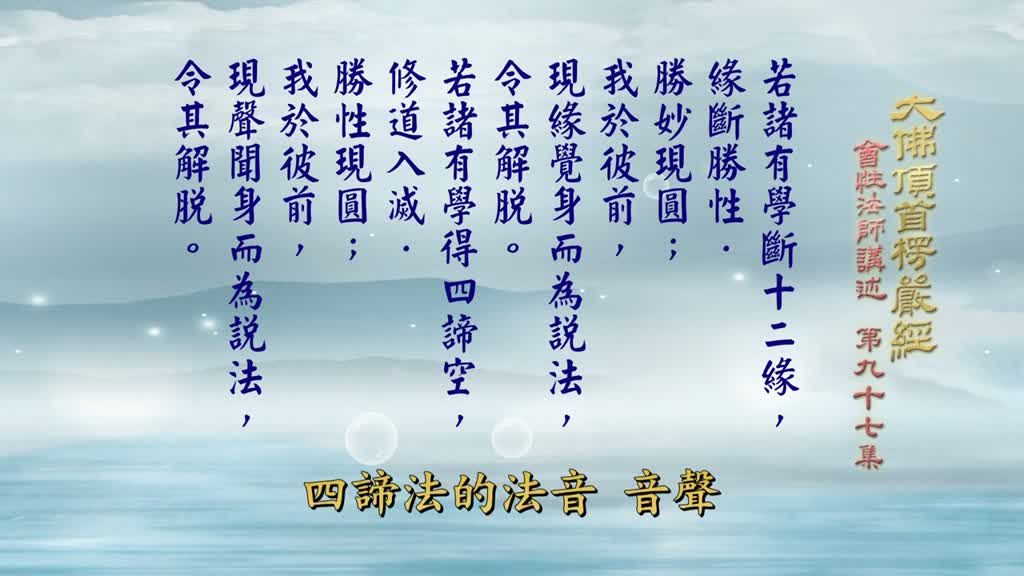 大佛頂首楞嚴經
會性法師講述 第九十七集
若諸有學斷十二緣，
緣斷勝性．
勝妙現圓；
我於彼前，
現緣覺身而為說法，
令其解脫。
若諸有學得四諦空，
修道入滅．
勝性現圓；
我於彼前，
現聲聞身而為說法，
令其解脫。
四諦法的法音 音聲